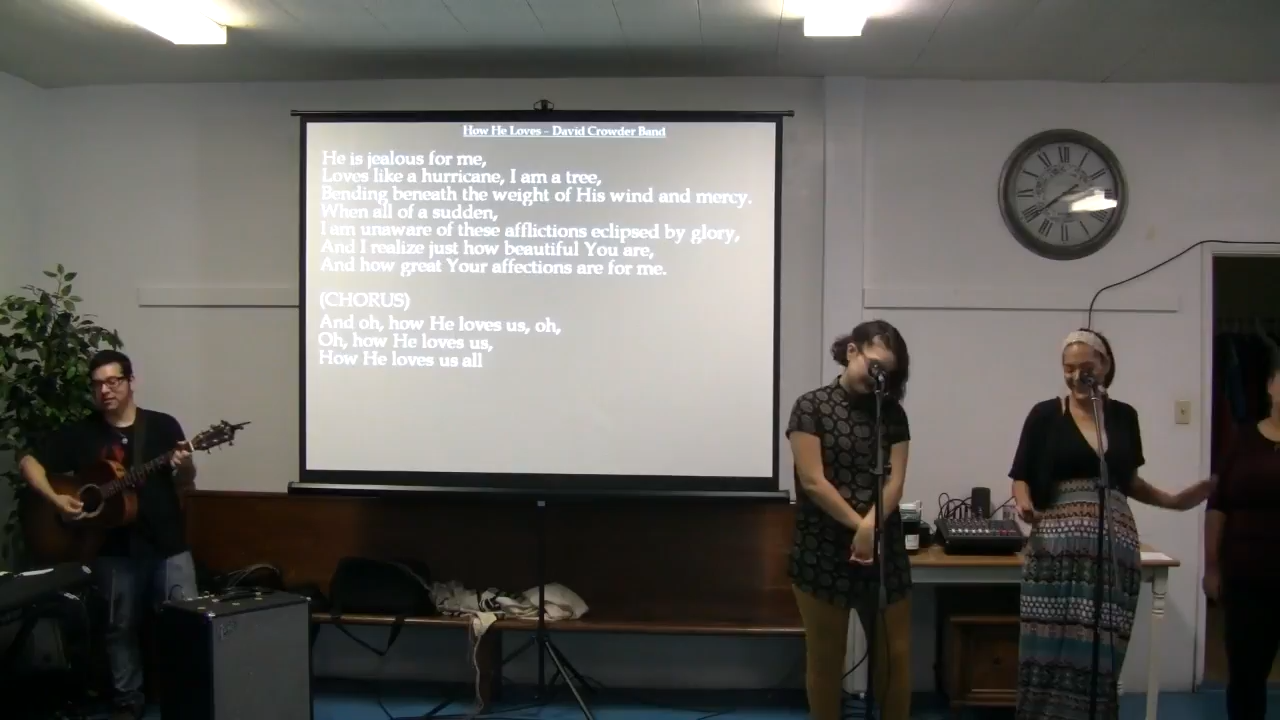 How He Loves - David Crowder Band
He is jealous for me,
Loves like a hurricane, I am a tree,
Bending beneath the weight of His wind and mercy.
When all of a sudden,
I am unaware of these afflictions eclipsed by glory,
And I realize just how beautiful You are,
And how great Your affections are for me.
(CHORUS)
And oh, how He loves us, oh,
Oh, how He loves us,
How He loves us all